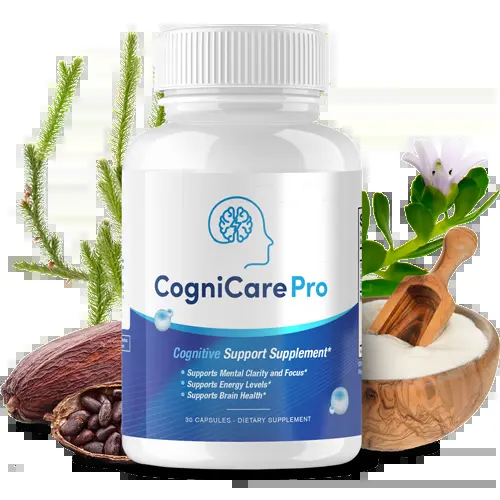 CogniCare Pro
Cognitive Support Supplement*
Supports Mental Clarity and Focus*
Supports Energy Levels*
Supports Brain Health*
30 CAPSULES - DIETARY SUPPLEMENT